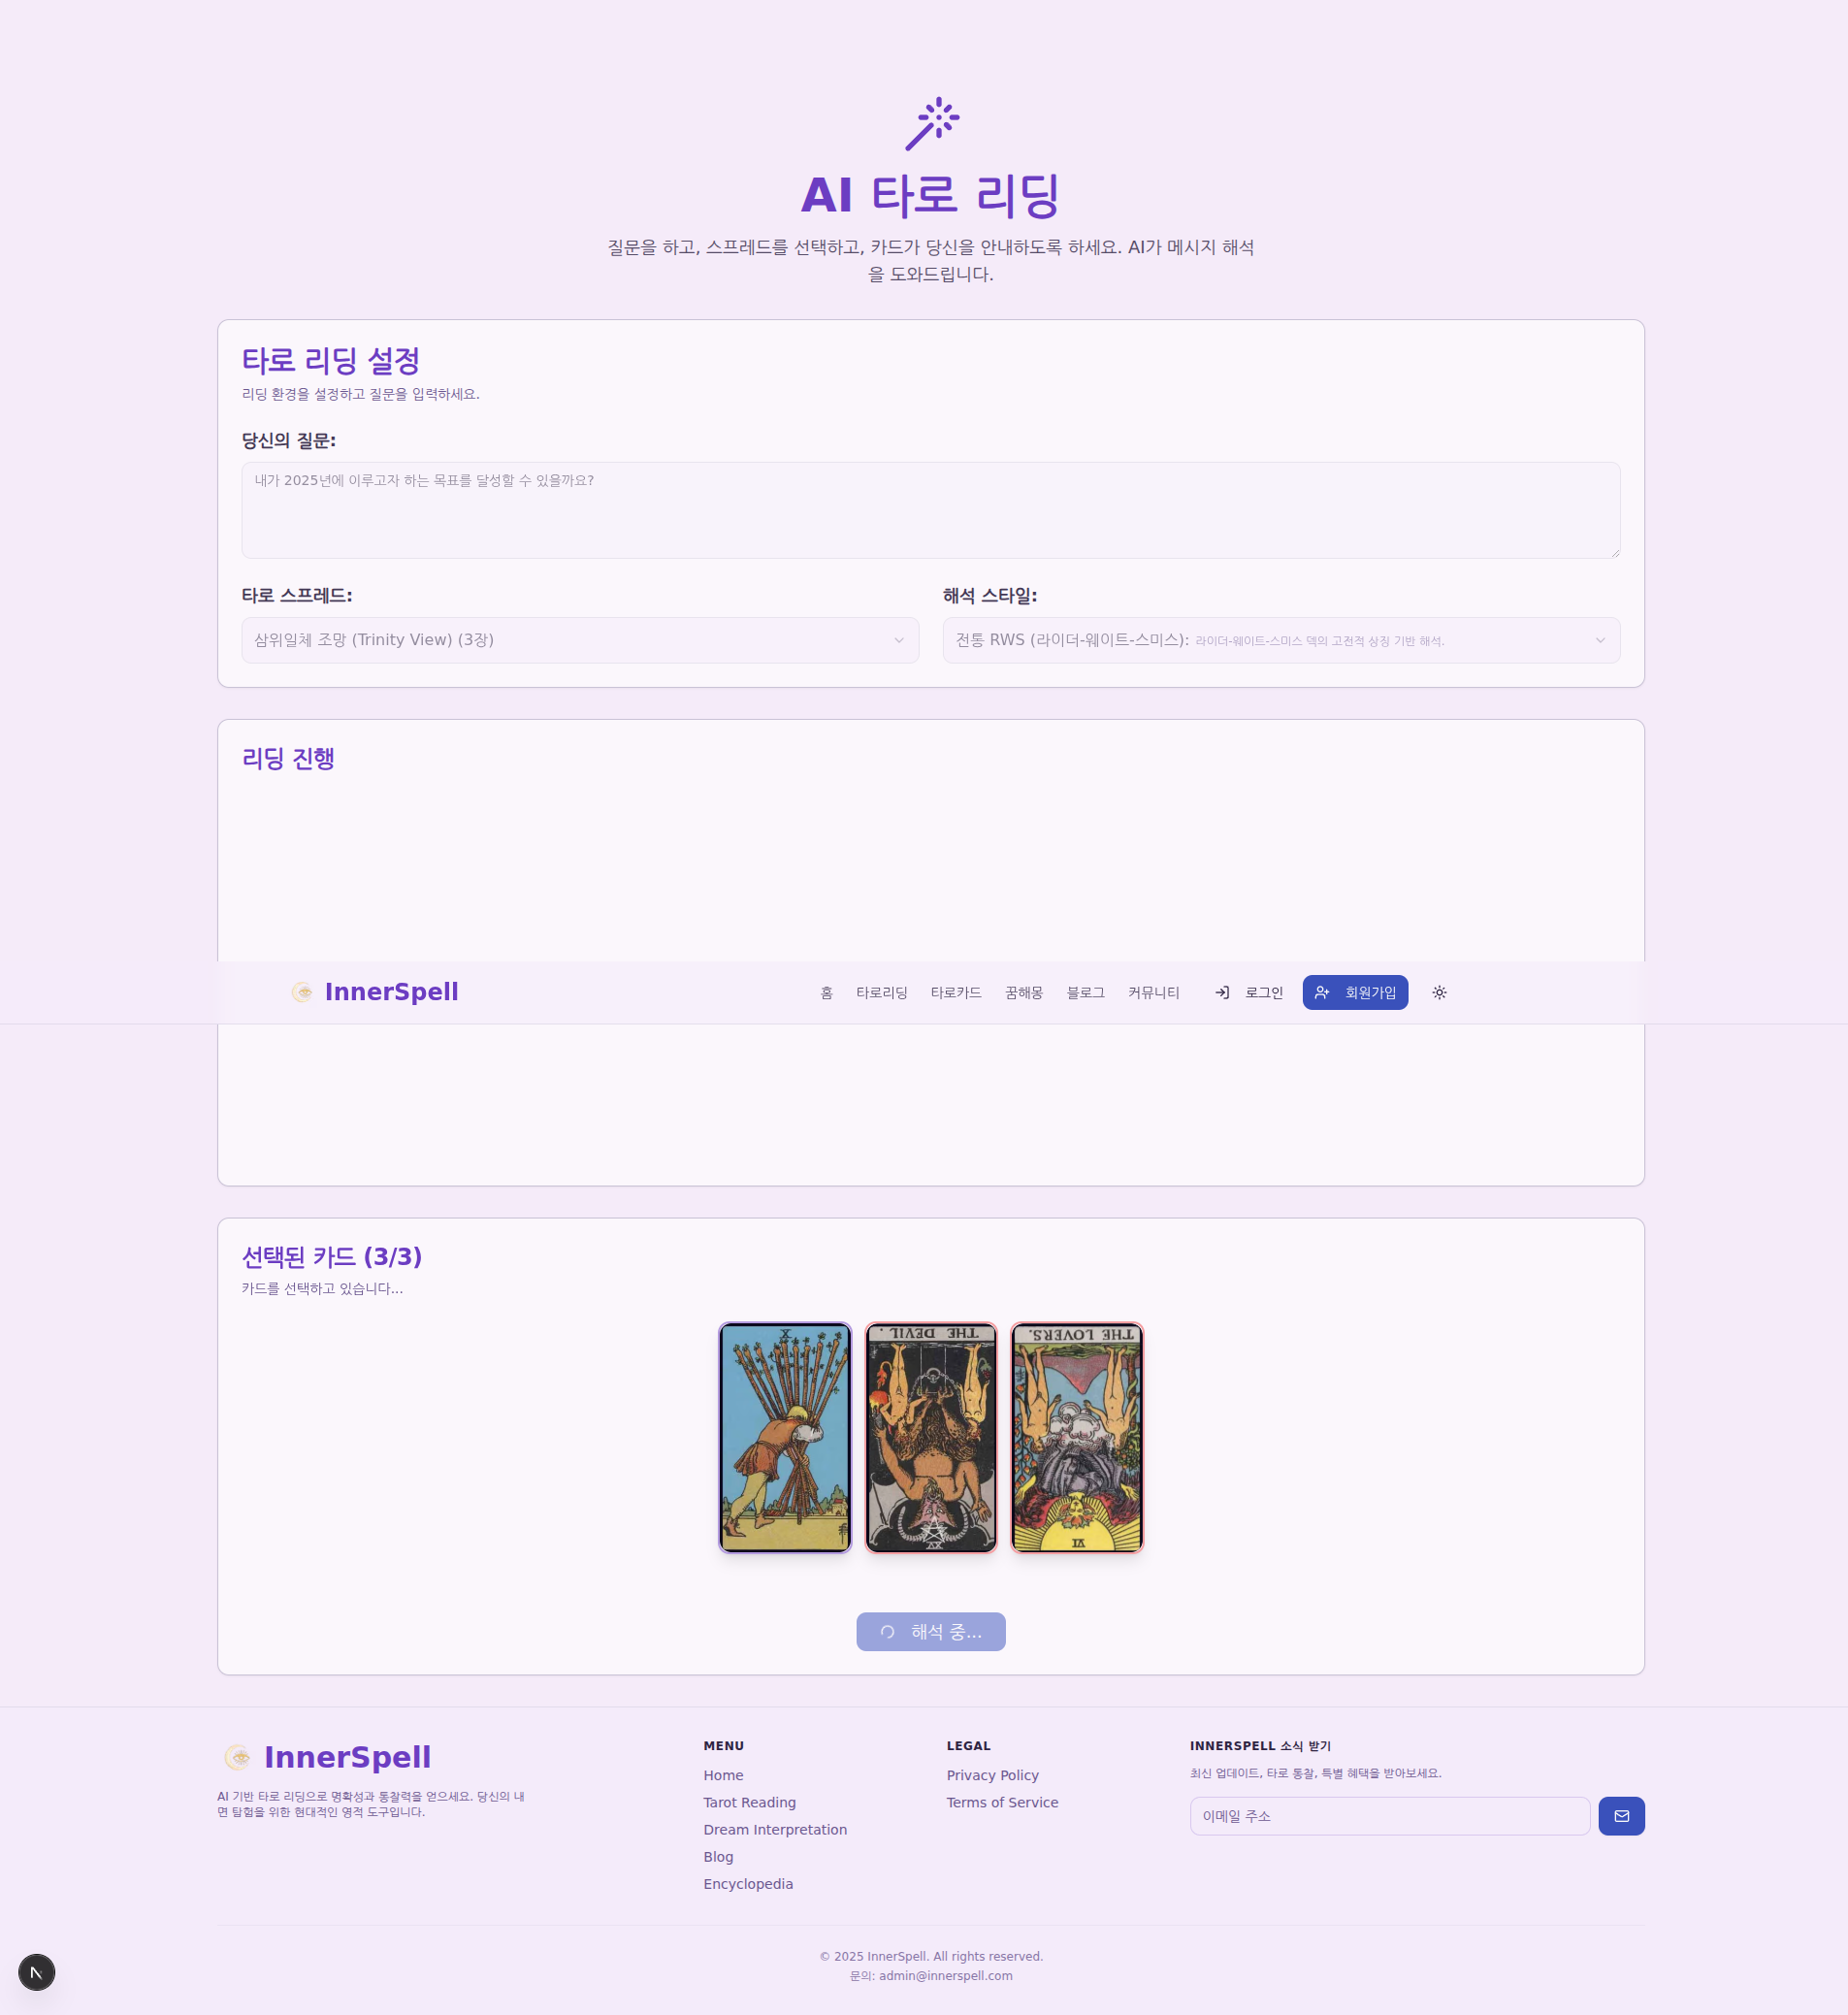 AI 타로 리딩
질문을 하고, 스프레드를 선택하고, 카드가 당신을 안내하도록 하세요. AI가 메시지 해석
을 도와드립니다.
타로 리딩 설정
리딩 환경을 설정하고 질문을 입력하세요.
당신의 질문:
내가 2025년에 이루고자 하는 목표를 달성할 수 있을까요?
타로 스프레드:
삼위일체 조망 (Trinity View) (3장)
해석 스타일:
전통 RWS (라이더-웨이트-스미스): 라이더-웨이트-스미스 덱의 고전적 상징 기반 해석.
리딩 진행
InnerSpell
홈 타로리딩 타로카드 꿈해몽 블로그 커뮤니티 로그인 회원가입
선택된 카드 (3/3)
카드를 선택하고 있습니다...
X
THE DEVIL.
XV
THE LOVERS.
VI
해석 중...
InnerSpell
AI 기반 타로 리딩으로 명확성과 통찰력을 얻으세요. 당신의 내
면 탐험을 위한 현대적인 영적 도구입니다.
MENU
Home
Tarot Reading
Dream Interpretation
Blog
Encyclopedia
LEGAL
Privacy Policy
Terms of Service
INNERSPELL 소식 받기
최신 업데이트, 타로 통찰, 특별 혜택을 받아보세요.
이메일 주소
© 2025 InnerSpell. All rights reserved.
문의: admin@innerspell.com
N